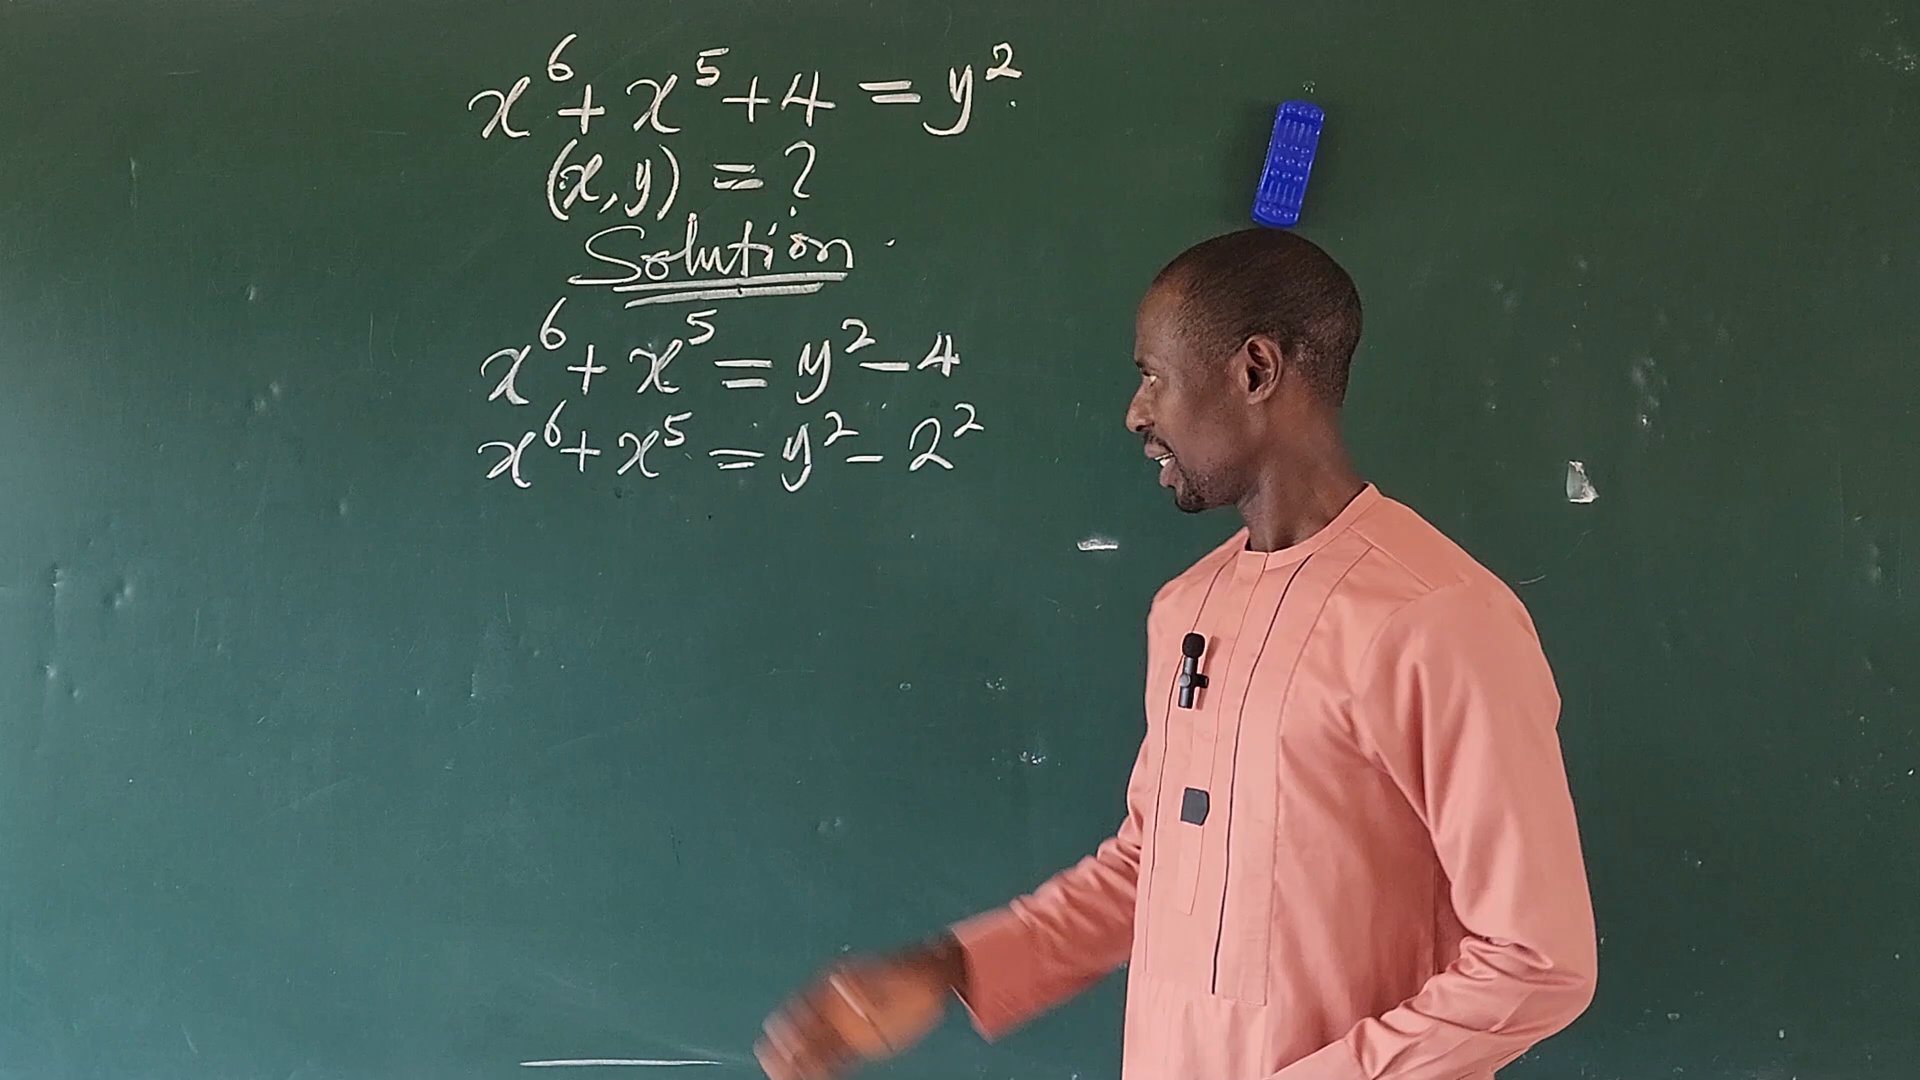 x⁶ + x⁵ + 4 = y²
(x, y) = ?
Solution
x⁶ + x⁵ = y² - 4
x⁶ + x⁵ = y² - 2²